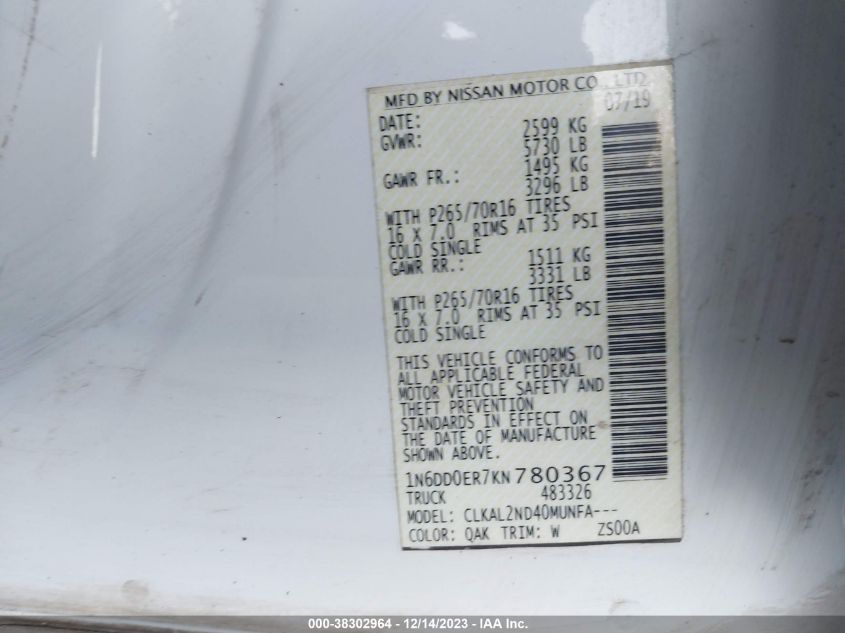 MFD BY NISSAN MOTOR CO., LTD.
DATE: 07/19
GVWR: 2599 KG
5730 LB
GAWR FR.: 1495 KG
3296 LB
WITH P265/70R16 TIRES
16 X 7.0 RIMS AT 35 PSI
COLD SINGLE
GAWR RR.: 1511 KG
3331 LB
WITH P265/70R16 TIRES
16 X 7.0 RIMS AT 35 PSI
COLD SINGLE
THIS VEHICLE CONFORMS TO
ALL APPLICABLE FEDERAL
MOTOR VEHICLE SAFETY AND
THEFT PREVENTION
STANDARDS IN EFFECT ON
THE DATE OF MANUFACTURE
SHOWN ABOVE.
1N6DD0ER7KN780367
TRUCK 483326
MODEL: CLKAL2ND40MUNFA---
COLOR: QAK TRIM: W ZS00A
000-38302964 - 12/14/2023 - IAA Inc.